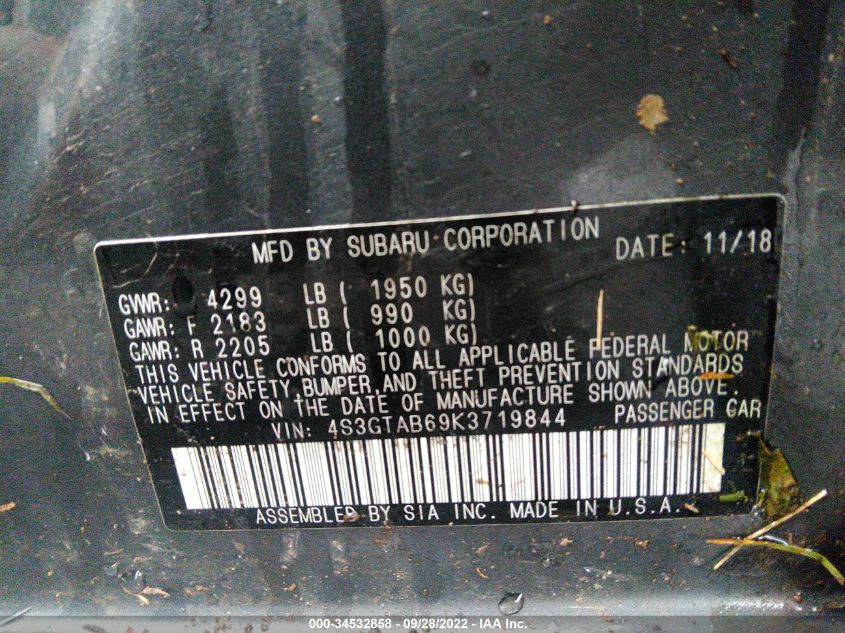 MFD BY SUBARU CORPORATION DATE: 11/18
GVWR: 4299 LB ( 1950 KG)
GAWR: F 2183 LB ( 990 KG)
GAWR: R 2205 LB ( 1000 KG)
THIS VEHICLE CONFORMS TO ALL APPLICABLE FEDERAL MOTOR
VEHICLE SAFETY, BUMPER, AND THEFT PREVENTION STANDARDS
IN EFFECT ON THE DATE OF MANUFACTURE SHOWN ABOVE.
VIN: 4S3GTAB69K3719844 PASSENGER CAR
ASSEMBLED BY SIA INC. MADE IN U.S.A.
000-34532858 - 09/28/2022 - IAA Inc.